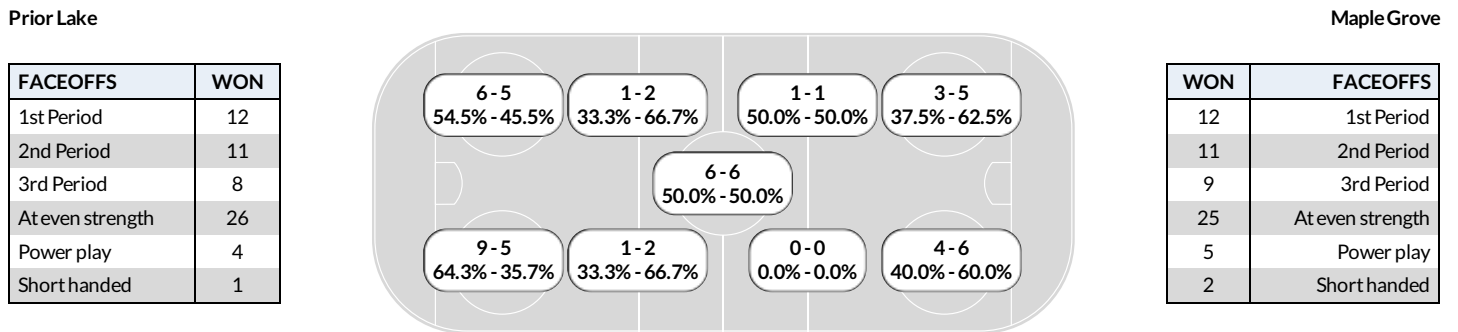 Prior Lake
Maple Grove
FACEOFFS WON
1st Period 12
2nd Period 11
3rd Period 8
At even strength 26
Power play 4
Short handed 1
6 - 5
54.5% - 45.5%
1 - 2
33.3% - 66.7%
1 - 1
50.0% - 50.0%
3 - 5
37.5% - 62.5%
6 - 6
50.0% - 50.0%
9 - 5
64.3% - 35.7%
1 - 2
33.3% - 66.7%
0 - 0
0.0% - 0.0%
4 - 6
40.0% - 60.0%
WON FACEOFFS
12 1st Period
11 2nd Period
9 3rd Period
25 At even strength
5 Power play
2 Short handed